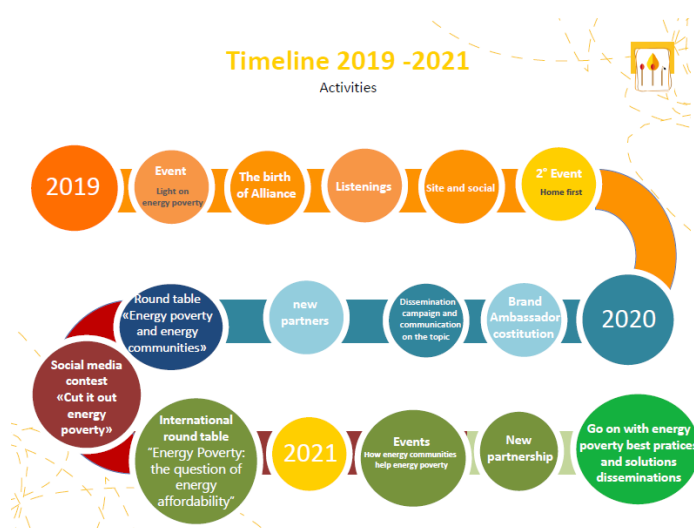 Timeline 2019 -2021
Activities
2019
Event
Light on
energy poverty
The birth
of Alliance
Listenings
Site and social
2° Event
Home first
2020
Brand
Ambassador
costitution
Dissemination
campaign and
communication
on the topic
new
partners
Round table
«Energy poverty
and energy
communities»
Social media
contest
«Cut it out
energy
poverty»
International
round table
"Energy Poverty:
the question of
energy
affordability"
2021
Events
How energy communities
help energy poverty
New
partnership
Go on with energy
poverty best pratices
and solutions
disseminations